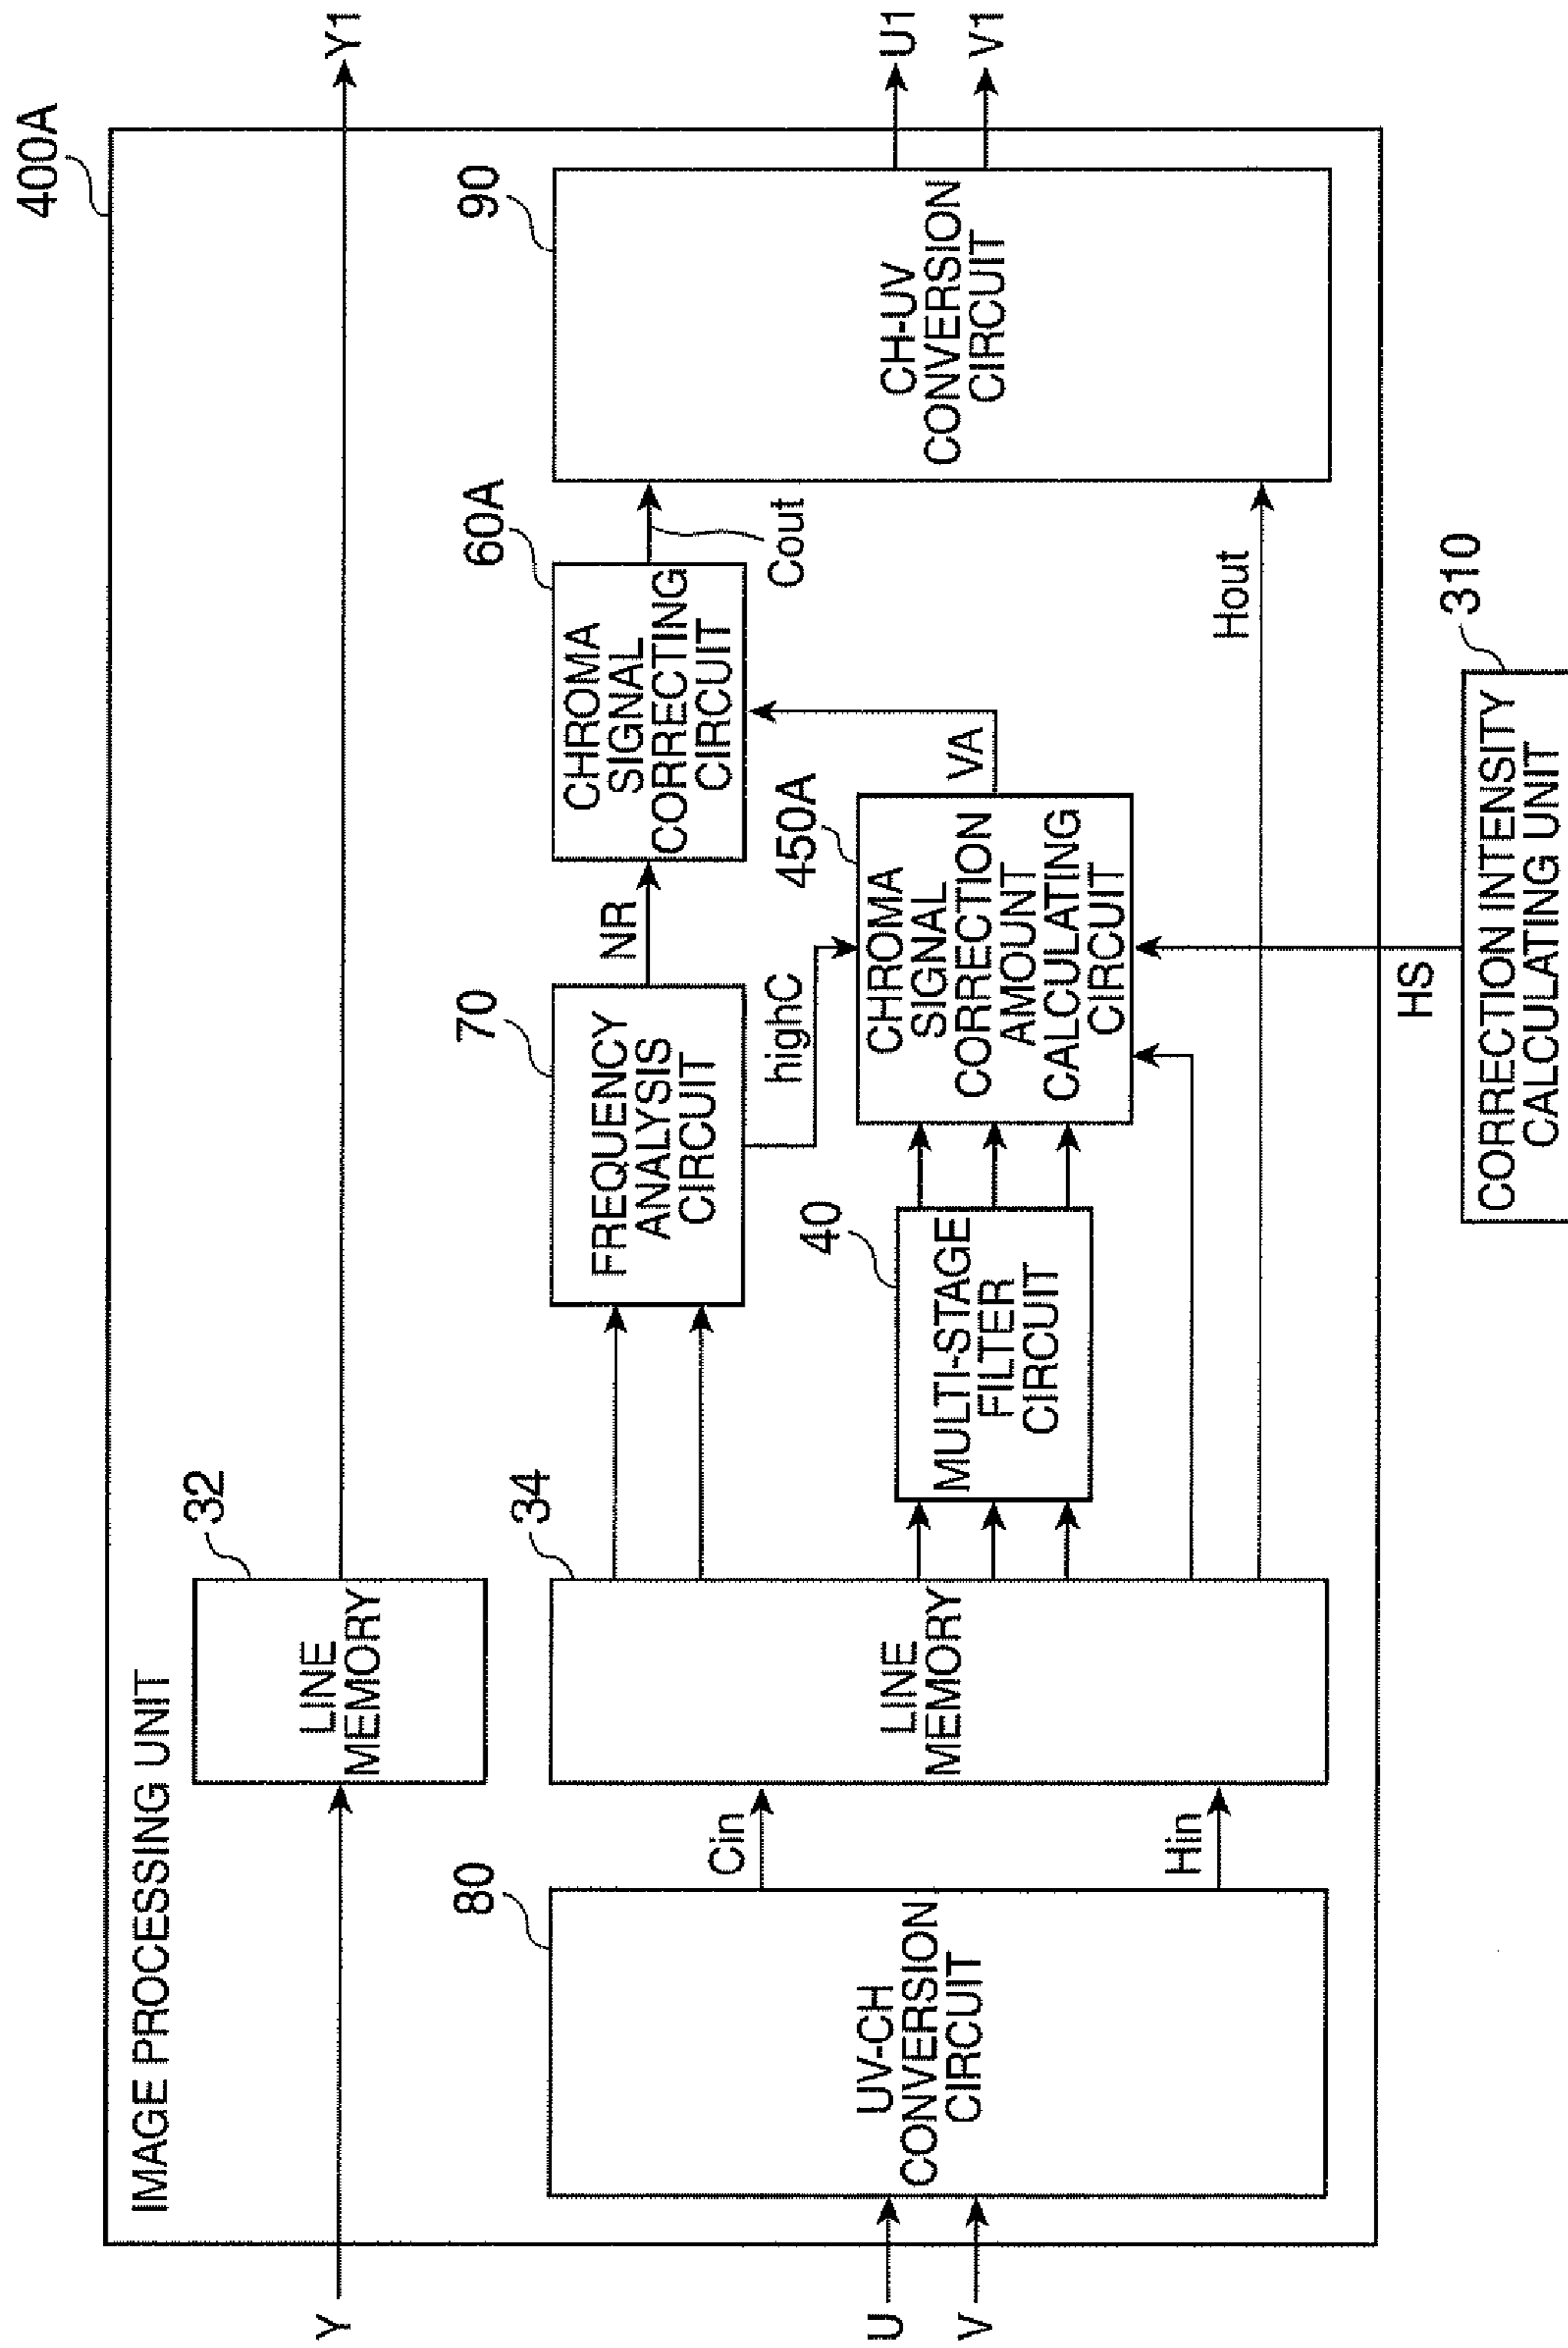 400A
IMAGE PROCESSING UNIT
Y
32
LINE
MEMORY
Y1
U
V
80
UV-CH
CONVERSION
CIRCUIT
Cin
Hin
34
LINE
MEMORY
70
FREQUENCY
ANALYSIS
CIRCUIT
NR
highC
40
MULTI-STAGE
FILTER
CIRCUIT
60A
CHROMA
SIGNAL
CORRECTING
CIRCUIT
Cout
450A
CHROMA
SIGNAL
CORRECTION
AMOUNT
CALCULATING
CIRCUIT
VA
Hout
90
CH-UV
CONVERSION
CIRCUIT
U1
V1
HS
310
CORRECTION INTENSITY
CALCULATING UNIT